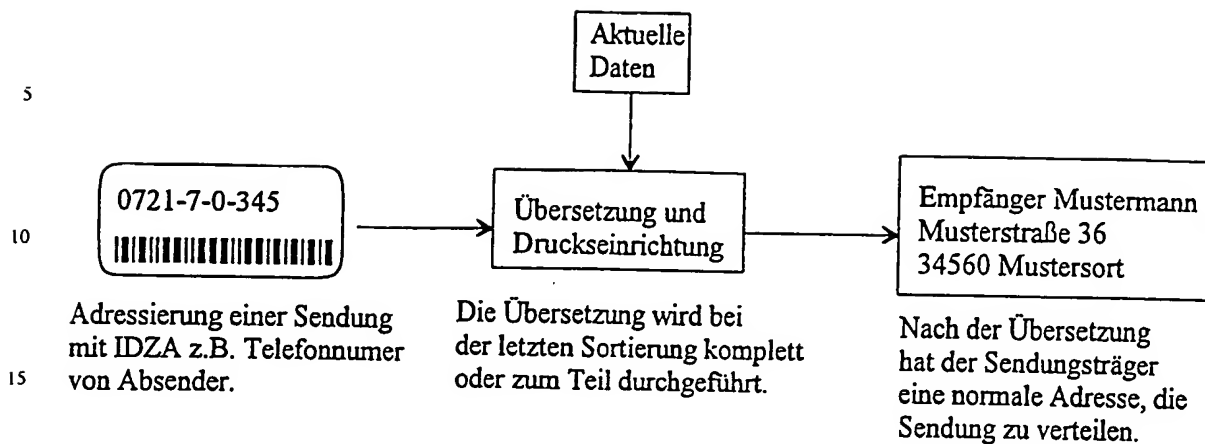 Aktuelle
Daten
5
0721-7-0-345
10
Übersetzung und
Druckseinrichtung
Empfänger Mustermann
Musterstraße 36
34560 Mustersort
Adressierung einer Sendung
mit IDZA z.B. Telefonnumer
von Absender.
15
Die Übersetzung wird bei
der letzten Sortierung komplett
oder zum Teil durchgeführt.
Nach der Übersetzung
hat der Sendungsträger
eine normale Adresse, die
Sendung zu verteilen.